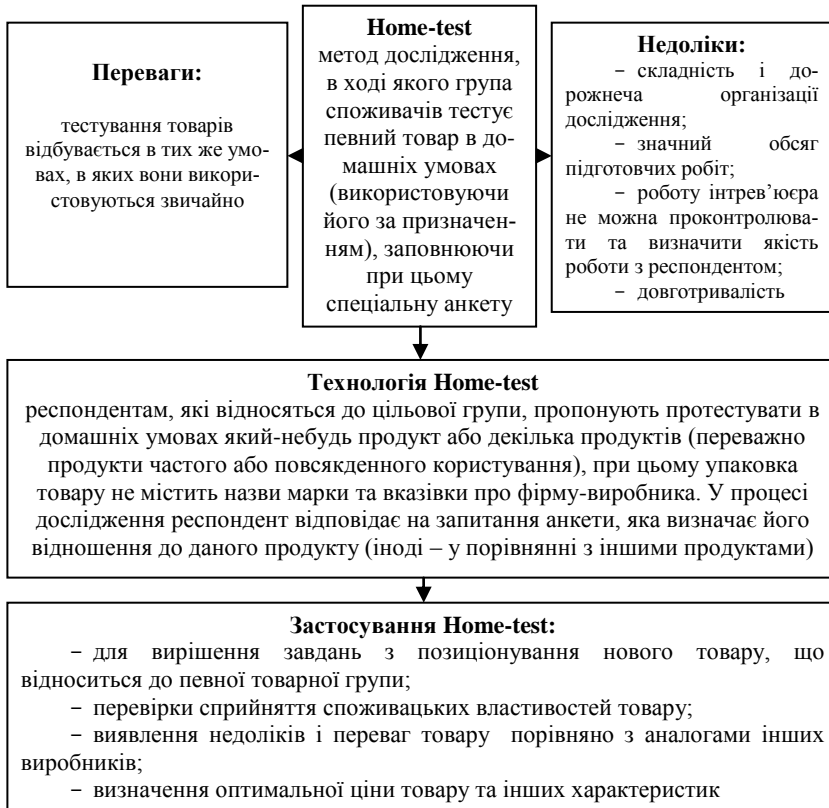 Home-test
метод дослідження,
в ході якого група
споживачів тестує
певний товар в до-
машніх умовах
(використовуючи
його за призначен-
ням), заповнюючи
при цьому
спеціальну анкету
Переваги:
тестування товарів
відбувається в тих же умо-
вах, в яких вони викори-
стовуються звичайно
Недоліки:
− складність і до-
рожнеча організації
дослідження;
− значний обсяг
підготовчих робіт;
− роботу інтрев’юєра
не можна проконтролюва-
ти та визначити якість
роботи з респондентом;
− довготривалість
Технологія Home-test
респондентам, які відносяться до цільової групи, пропонують протестувати в
домашніх умовах який-небудь продукт або декілька продуктів (переважно
продукти частого або повсякденного користування), при цьому упаковка
товару не містить назви марки та вказівки про фірму-виробника. У процесі
дослідження респондент відповідає на запитання анкети, яка визначає його
відношення до даного продукту (іноді – у порівнянні з іншими продуктами)
Застосування Home-test:
− для вирішення завдань з позиціонування нового товару, що
відноситься до певної товарної групи;
− перевірки сприйняття споживацьких властивостей товару;
− виявлення недоліків і переваг товару порівняно з аналогами інших
виробників;
− визначення оптимальної ціни товару та інших характеристик